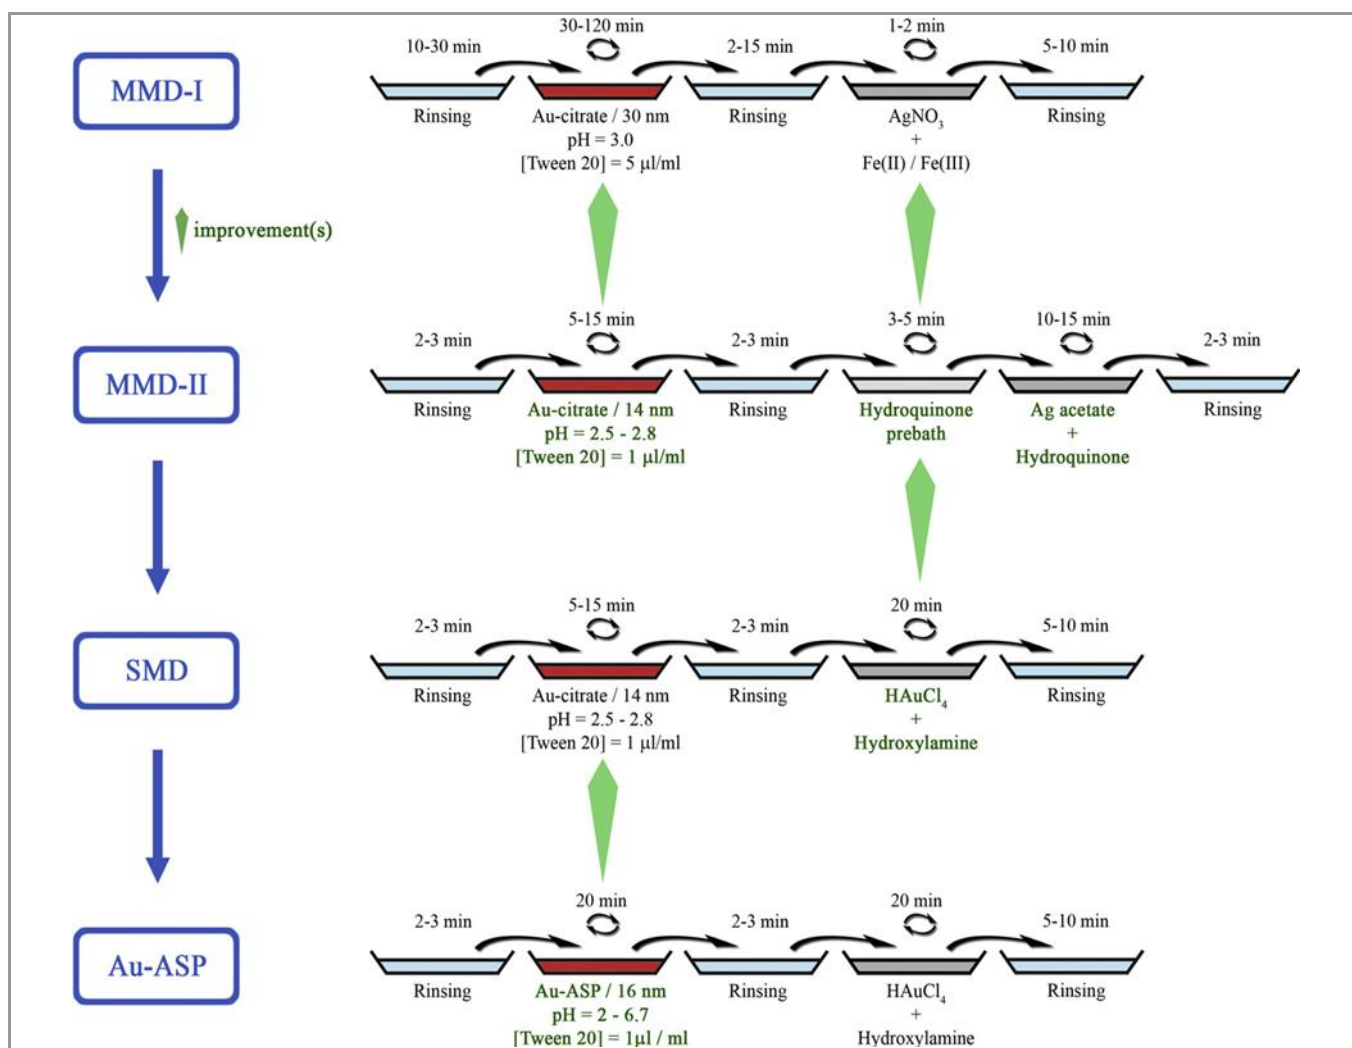 30-120 min
1-2 min
10-30 min
2-15 min
5-10 min
MMD-I
Rinsing
Au-citrate / 30 nm
pH = 3.0
[Tween 20] = 5 µl/ml
Rinsing
AgNO₃
+
Fe(II) / Fe(III)
Rinsing
improvement(s)
5-15 min
3-5 min
10-15 min
2-3 min
2-3 min
2-3 min
MMD-II
Rinsing
Au-citrate / 14 nm
pH = 2.5 - 2.8
[Tween 20] = 1 µl/ml
Rinsing
Hydroquinone
prebath
Ag acetate
+
Hydroquinone
Rinsing
5-15 min
20 min
2-3 min
2-3 min
5-10 min
SMD
Rinsing
Au-citrate / 14 nm
pH = 2.5 - 2.8
[Tween 20] = 1 µl/ml
Rinsing
HAuCl₄
+
Hydroxylamine
Rinsing
20 min
20 min
2-3 min
2-3 min
5-10 min
Au-ASP
Rinsing
Au-ASP / 16 nm
pH = 2 - 6.7
[Tween 20] = 1µl / ml
Rinsing
HAuCl₄
+
Hydroxylamine
Rinsing